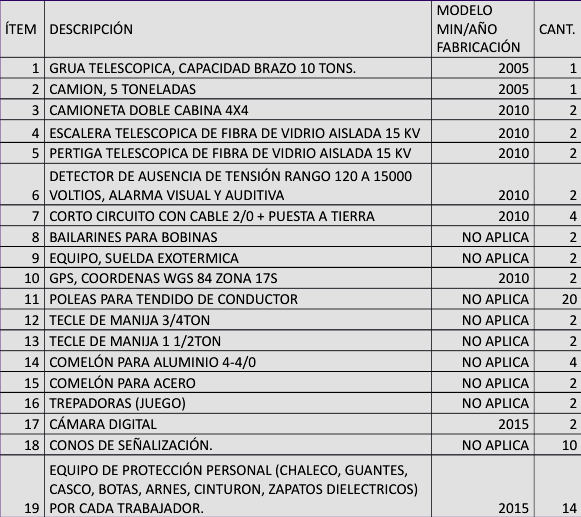 ÍTEM DESCRIPCIÓN MODELO MIN/AÑO FABRICACIÓN CANT.
1 GRUA TELESCOPICA, CAPACIDAD BRAZO 10 TONS. 2005 1
2 CAMION, 5 TONELADAS 2005 1
3 CAMIONETA DOBLE CABINA 4X4 2010 2
4 ESCALERA TELESCOPICA DE FIBRA DE VIDRIO AISLADA 15 KV 2010 2
5 PERTIGA TELESCOPICA DE FIBRA DE VIDRIO AISLADA 15 KV 2010 2
DETECTOR DE AUSENCIA DE TENSIÓN RANGO 120 A 15000
6 VOLTIOS, ALARMA VISUAL Y AUDITIVA 2010 2
7 CORTO CIRCUITO CON CABLE 2/0 + PUESTA A TIERRA 2010 4
8 BAILARINES PARA BOBINAS NO APLICA 2
9 EQUIPO, SUELDA EXOTERMICA NO APLICA 2
10 GPS, COORDENAS WGS 84 ZONA 17S 2010 2
11 POLEAS PARA TENDIDO DE CONDUCTOR NO APLICA 20
12 TECLE DE MANIJA 3/4TON NO APLICA 2
13 TECLE DE MANIJA 1 1/2TON NO APLICA 2
14 COMELÓN PARA ALUMINIO 4-4/0 NO APLICA 4
15 COMELÓN PARA ACERO NO APLICA 2
16 TREPADORAS (JUEGO) NO APLICA 2
17 CÁMARA DIGITAL 2015 2
18 CONOS DE SEÑALIZACIÓN. NO APLICA 10
EQUIPO DE PROTECCIÓN PERSONAL (CHALECO, GUANTES,
CASCO, BOTAS, ARNES, CINTURON, ZAPATOS DIELECTRICOS)
19 POR CADA TRABAJADOR. 2015 14